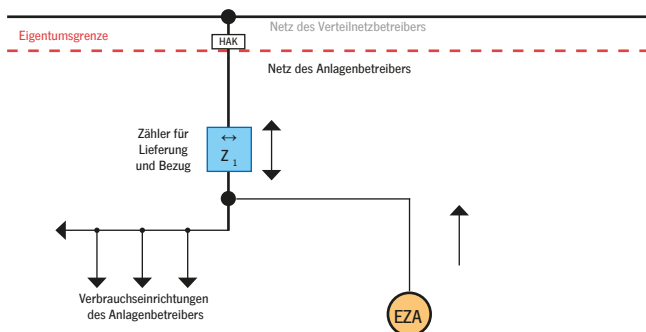 Netz des Verteilnetzbetreibers
Eigentumsgrenze
HAK
Netz des Anlagenbetreibers
Zähler für
Lieferung
und Bezug
↔
Z 1
Verbrauchseinrichtungen
des Anlagenbetreibers
EZA